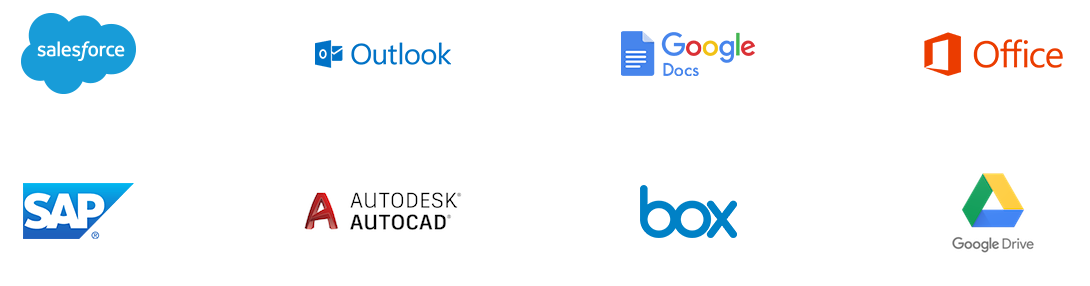 salesforce
Outlook
Google
Docs
Office
SAP®
AUTODESK®
AUTOCAD®
box
Google Drive